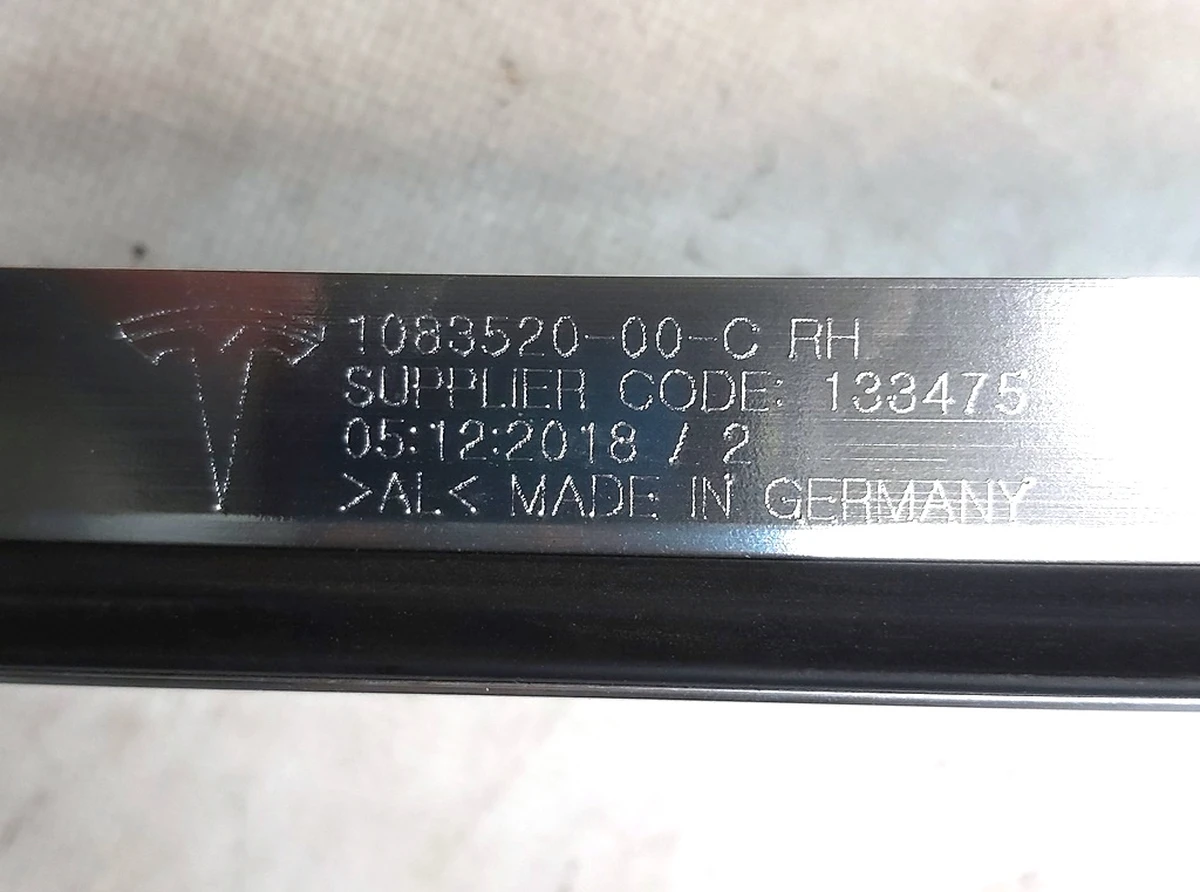 1083520-00-C RH
SUPPLIER CODE: 133475
05:12:2018 / 2
>AL< MADE IN GERMANY